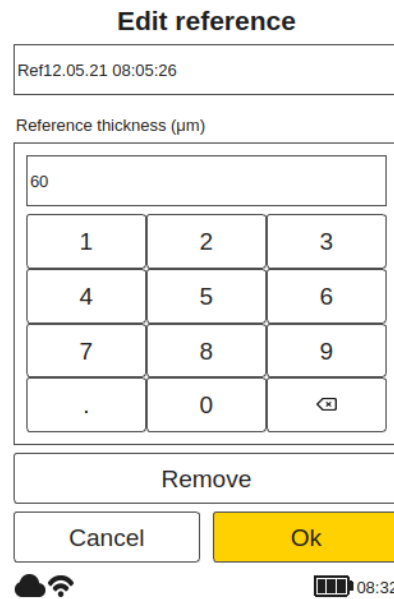 Edit reference
Ref12.05.21 08:05:26
Reference thickness (μm)
60
1 2 3
4 5 6
7 8 9
. 0
Remove
Cancel Ok
08:32